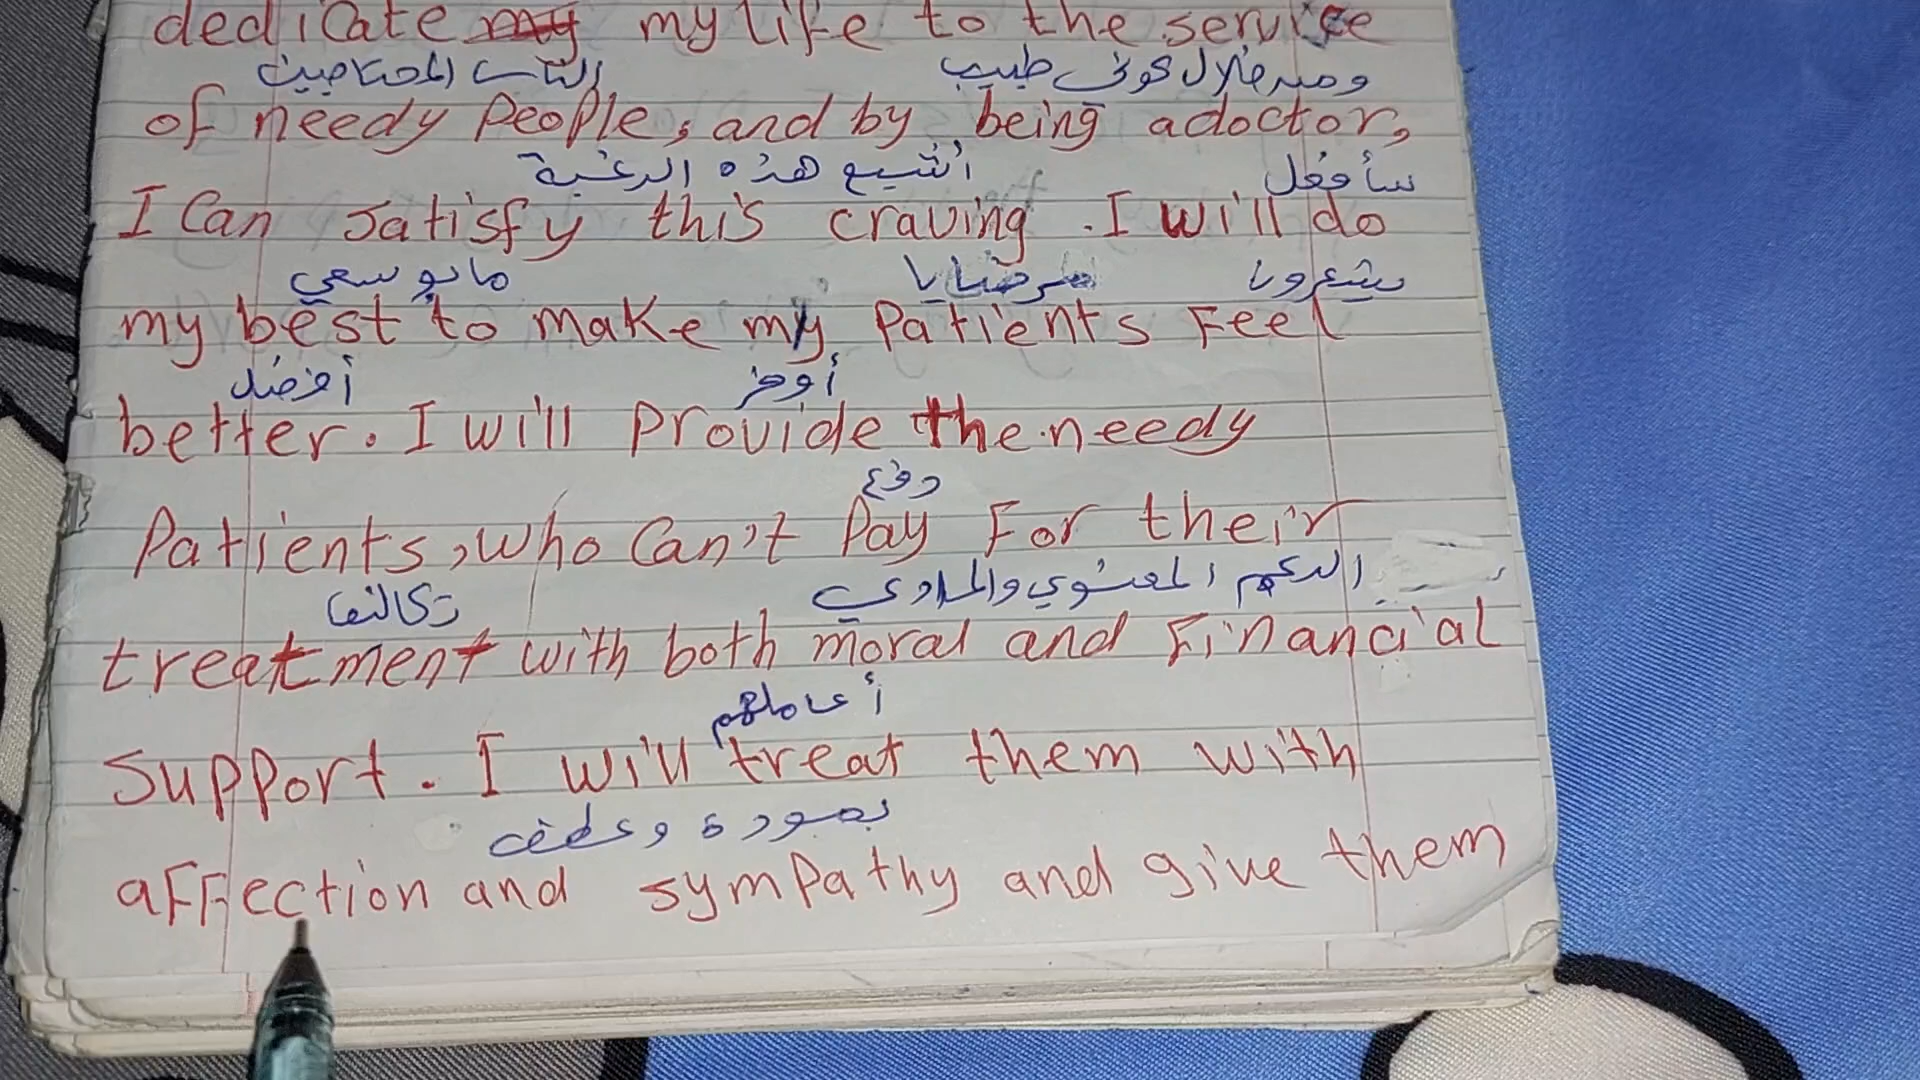 dedicate my my life to the service
الناس المحتاجين ومن خلال كوني طبيب
of needy People, and by being a doctor,
أشبع هذه الرغبة سأفعل
I Can satisfy this craving . I will do
ما بوسعي مرضايا يشعرون
my best to make my Patients Feel
أفضل أوفر
better. I will Provide the needy
دفع
Patients, who Can't Pay For their
تكالفها الدعم المعنوي والمادي
treatment with both moral and Financial
أعاملهم
Support. I will treat them with
بمودة وعطف
aFFection and symPathy and give them